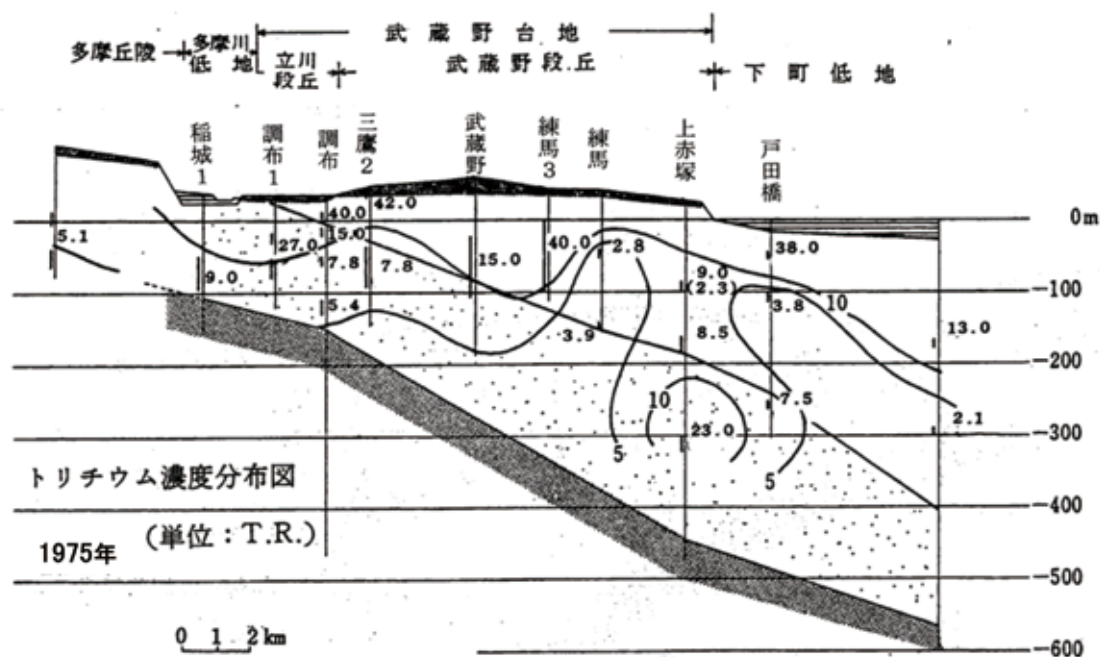 武蔵野台地
多摩丘陵
多摩川
低地
立川
段丘
武蔵野段丘
下町低地
稲城1
調布1
調布
三鷹2
武蔵野
練馬3
練馬
上赤塚
戸田橋
0m
-100
-200
-300
-400
-500
-600
5.1
9.0
27.0
40.0
15.0
7.8
5.4
42.0
7.8
15.0
40.0
2.8
3.9
9.0
(2.3)
8.5
23.0
38.0
3.8
7.5
13.0
2.1
10
10
5
5
トリチウム濃度分布図
(単位：T.R.)
1975年
0 1 2km